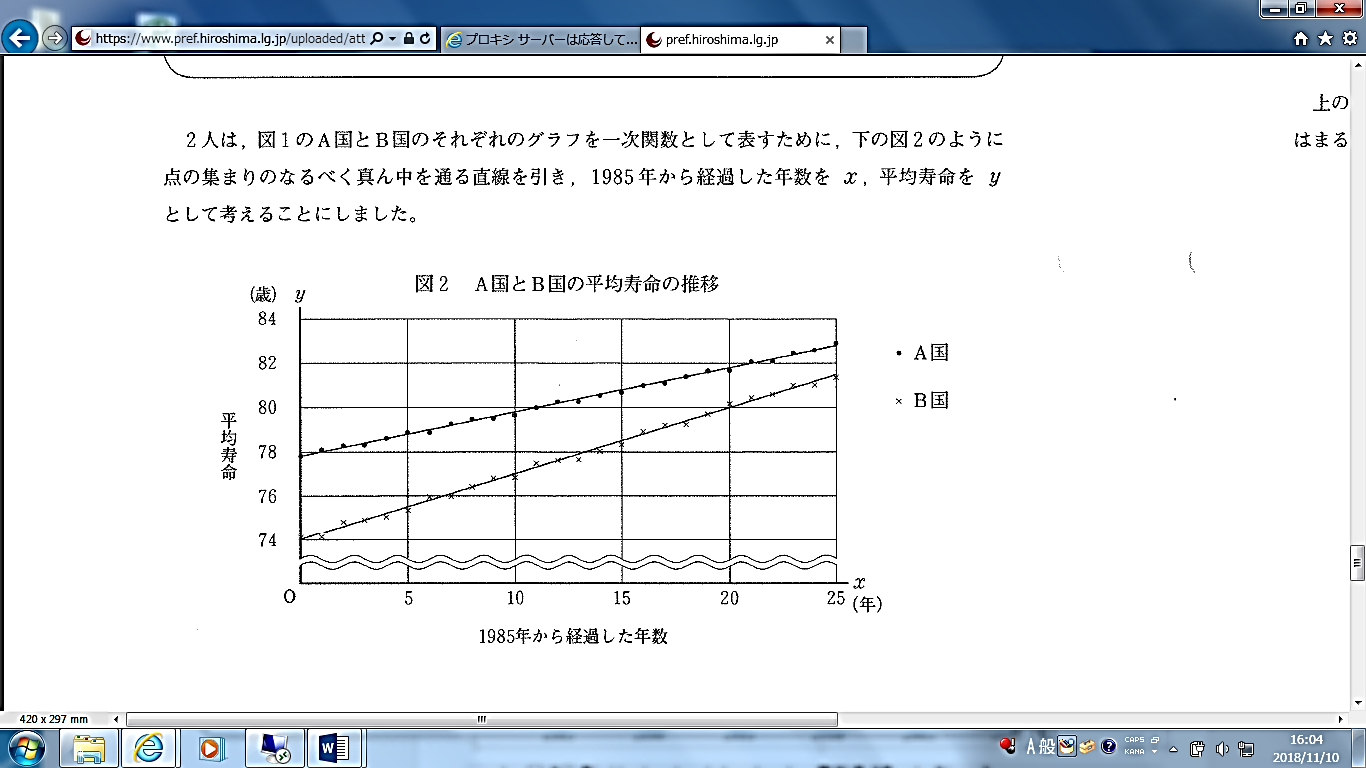 https://www.pref.hiroshima.lg.jp/uploaded/att
プロキシ サーバーは応答して...
pref.hiroshima.lg.jp
上の
はまる
2人は，図1のA国とB国のそれぞれのグラフを一次関数として表すために，下の図2のように
点の集まりのなるべく真ん中を通る直線を引き，1985年から経過した年数を x，平均寿命を y
として考えることにしました。
図2　A国とB国の平均寿命の推移
(歳) y
84
82
80
78
76
74
平均寿命
• A国
× B国
O 5 10 15 20 25 x
(年)
1985年から経過した年数
420 x 297 mm
A 般
CAPS
KANA
16:04
2018/11/10